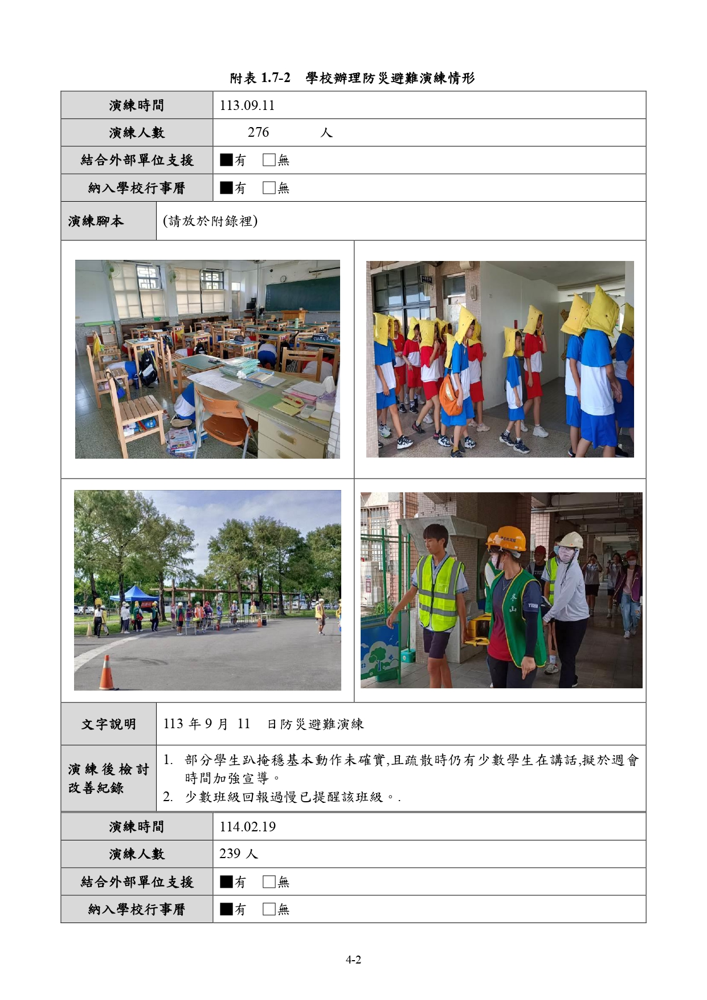 附表 1.7-2 學校辦理防災避難演練情形
演練時間 113.09.11
演練人數 276 人
結合外部單位支援 ■有 □無
納入學校行事曆 ■有 □無
演練腳本 (請放於附錄裡)
冬山
文字說明 113 年 9 月 11 日防災避難演練
演練後檢討
改善紀錄
1. 部分學生趴掩穩基本動作未確實,且疏散時仍有少數學生在講話,擬於週會
時間加強宣導。
2. 少數班級回報過慢已提醒該班級。.
演練時間 114.02.19
演練人數 239 人
結合外部單位支援 ■有 □無
納入學校行事曆 ■有 □無
4-2